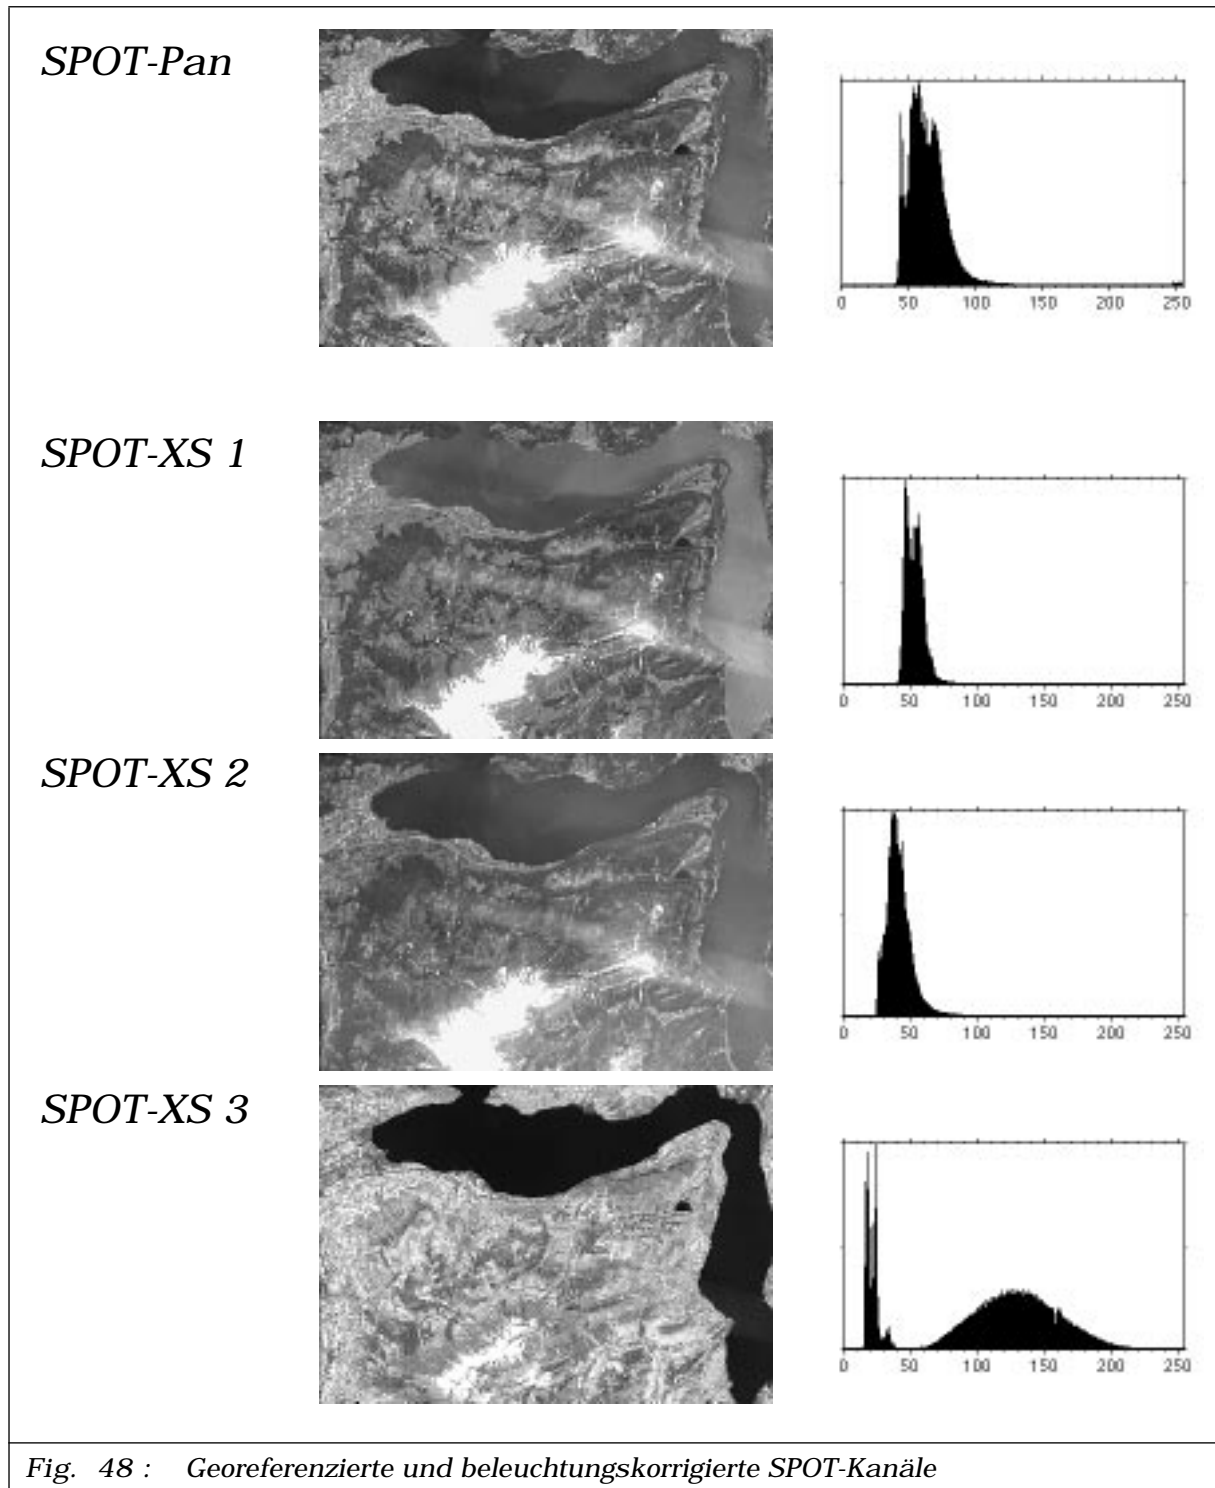 SPOT-Pan
0 50 100 150 200 250
SPOT-XS 1
0 50 100 150 200 250
SPOT-XS 2
0 50 100 150 200 250
SPOT-XS 3
0 50 100 150 200 250
Fig. 48 : Georeferenzierte und beleuchtungskorrigierte SPOT-Kanäle